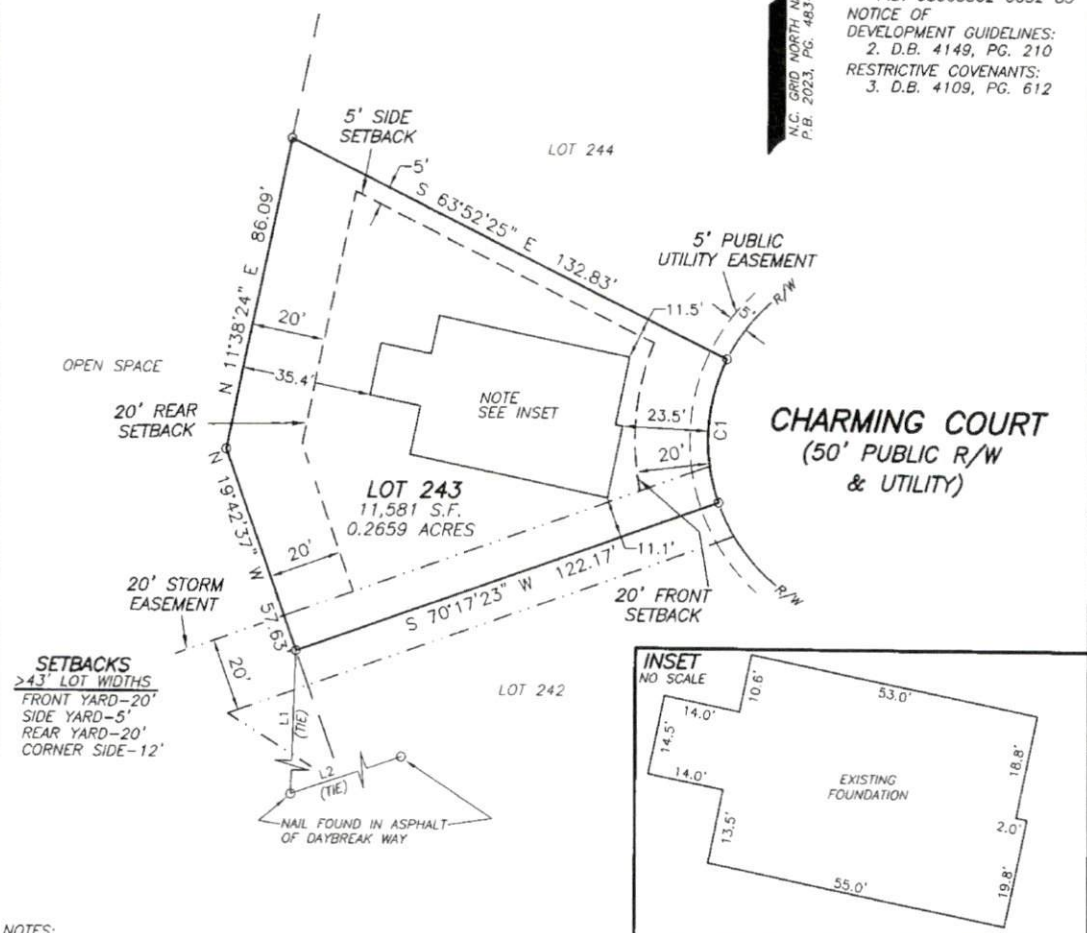 NOTICE OF
DEVELOPMENT GUIDELINES:
2. D.B. 4149, PG. 210
RESTRICTIVE COVENANTS:
3. D.B. 4109, PG. 612
N.C. GRID NORTH
P.B. 2023, PG. 483
5' SIDE
SETBACK
LOT 244
5'
S 63°52'25" E 132.83'
5' PUBLIC
UTILITY EASEMENT
5'
R/W
N 11°38'24" E 86.09'
20'
11.5'
OPEN SPACE
35.4'
NOTE
SEE INSET
23.5'
C1
CHARMING COURT
(50' PUBLIC R/W
& UTILITY)
20' REAR
SETBACK
20'
LOT 243
11,581 S.F.
0.2659 ACRES
N 19°42'37" W 57.63'
20'
11.1'
S 70°17'23" W 122.17'
20' FRONT
SETBACK
R/W
20' STORM
EASEMENT
20'
SETBACKS
>43' LOT WIDTHS
FRONT YARD-20'
SIDE YARD-5'
REAR YARD-20'
CORNER SIDE-12'
LOT 242
L1
(TIE)
L2
(TIE)
NAIL FOUND IN ASPHALT
OF DAYBREAK WAY
INSET
NO SCALE
10.6'
53.0'
14.0'
14.5'
18.8'
14.0'
EXISTING
FOUNDATION
2.0'
13.5'
55.0'
19.8'
NOTES: